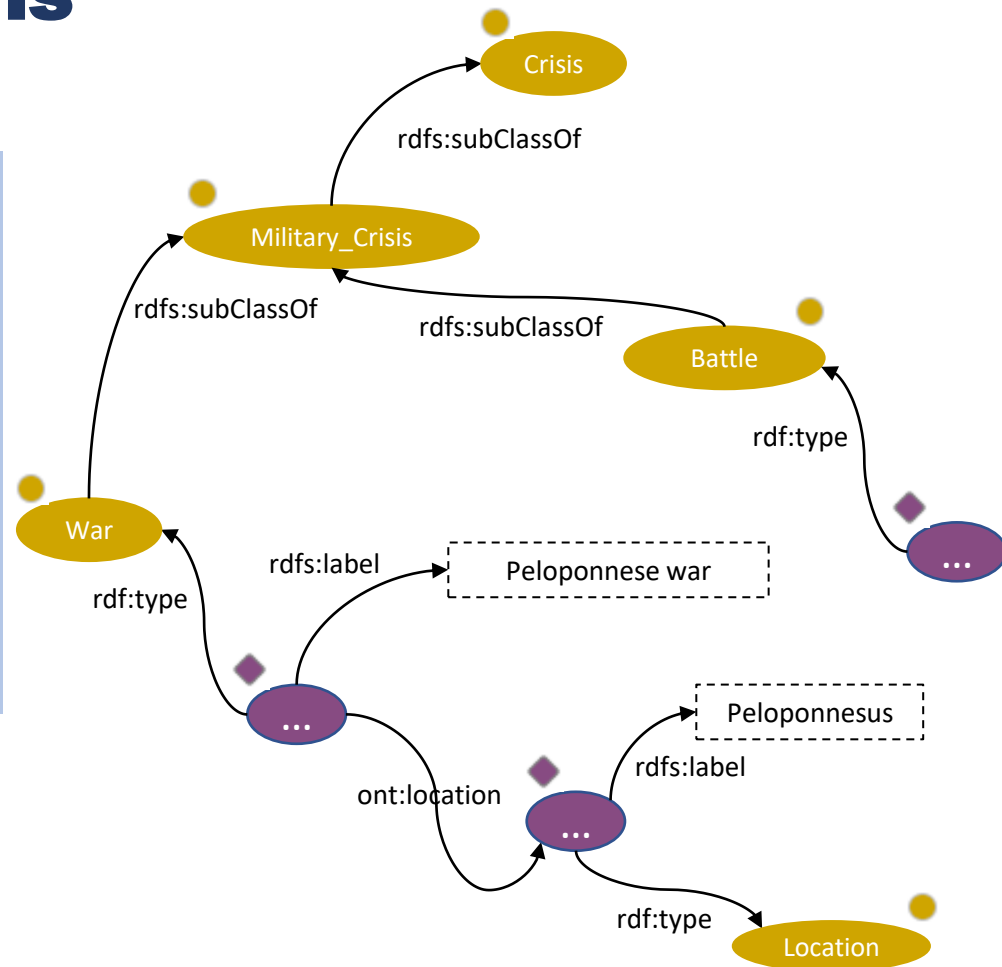 is
Crisis
rdfs:subClassOf
Military_Crisis
rdfs:subClassOf
rdfs:subClassOf
Battle
rdf:type
War
rdfs:label
Peloponnese war
...
rdf:type
...
Peloponnesus
rdfs:label
ont:location
...
rdf:type
Location